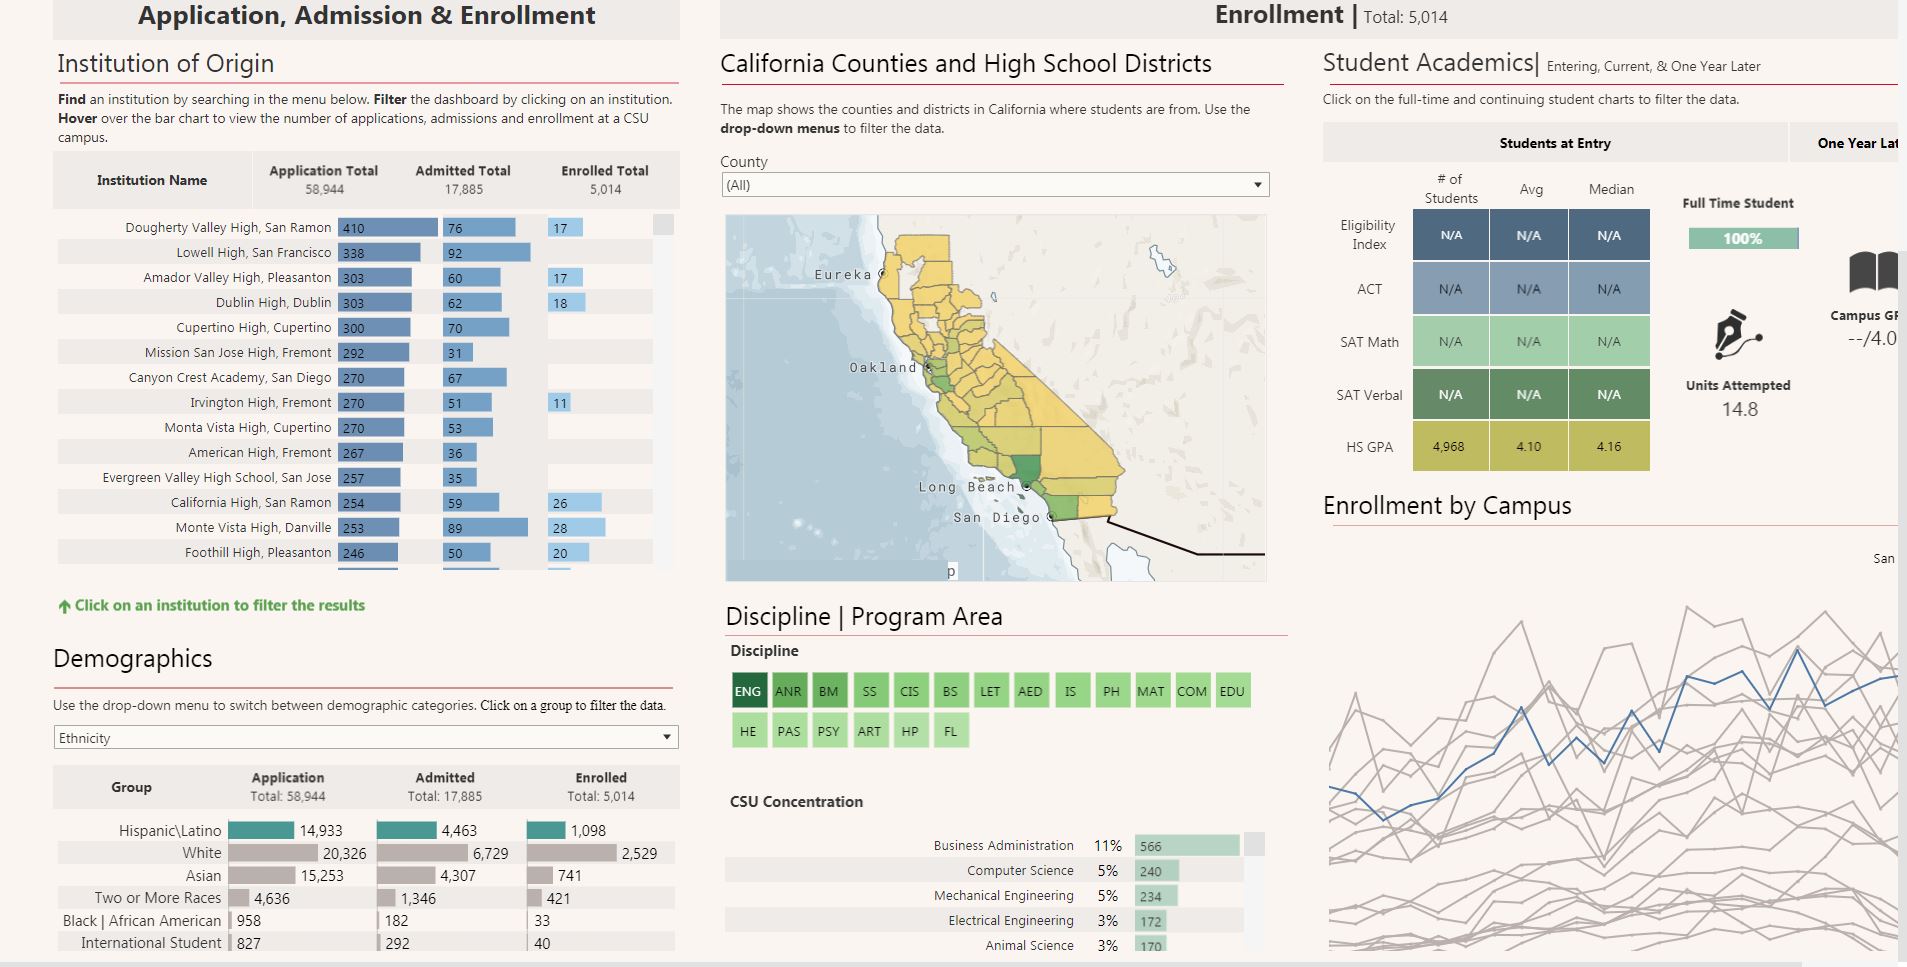 Application, Admission & Enrollment
Enrollment | Total: 5,014
Institution of Origin
Find an institution by searching in the menu below. Filter the dashboard by clicking on an institution.
Hover over the bar chart to view the number of applications, admissions and enrollment at a CSU
campus.
Institution Name
Application Total
58,944
Admitted Total
17,885
Enrolled Total
5,014
Dougherty Valley High, San Ramon 410 76 17
Lowell High, San Francisco 338 92
Amador Valley High, Pleasanton 303 60 17
Dublin High, Dublin 303 62 18
Cupertino High, Cupertino 300 70
Mission San Jose High, Fremont 292 31
Canyon Crest Academy, San Diego 270 67
Irvington High, Fremont 270 51 11
Monta Vista High, Cupertino 270 53
American High, Fremont 267 36
Evergreen Valley High School, San Jose 257 35
California High, San Ramon 254 59 26
Monte Vista High, Danville 253 89 28
Foothill High, Pleasanton 246 50 20
Click on an institution to filter the results
Demographics
Use the drop-down menu to switch between demographic categories. Click on a group to filter the data.
Ethnicity
Group
Application
Total: 58,944
Admitted
Total: 17,885
Enrolled
Total: 5,014
Hispanic\Latino 14,933 4,463 1,098
White 20,326 6,729 2,529
Asian 15,253 4,307 741
Two or More Races 4,636 1,346 421
Black | African American 958 182 33
International Student 827 292 40
California Counties and High School Districts
The map shows the counties and districts in California where students are from. Use the
drop-down menus to filter the data.
County
(All)
Eureka
Oakland
Long Beach
San Diego
p
Discipline | Program Area
Discipline
ENG ANR BM SS CIS BS LET AED IS PH MAT COM EDU
HE PAS PSY ART HP FL
CSU Concentration
Business Administration 11% 566
Computer Science 5% 240
Mechanical Engineering 5% 234
Electrical Engineering 3% 172
Animal Science 3% 170
Student Academics| Entering, Current, & One Year Later
Click on the full-time and continuing student charts to filter the data.
Students at Entry
One Year Lat
# of
Students
Avg
Median
Eligibility
Index
N/A N/A N/A
ACT N/A N/A N/A
SAT Math N/A N/A N/A
SAT Verbal N/A N/A N/A
HS GPA 4,968 4.10 4.16
Full Time Student
100%
Units Attempted
14.8
Campus GP
--/4.0
Enrollment by Campus
San